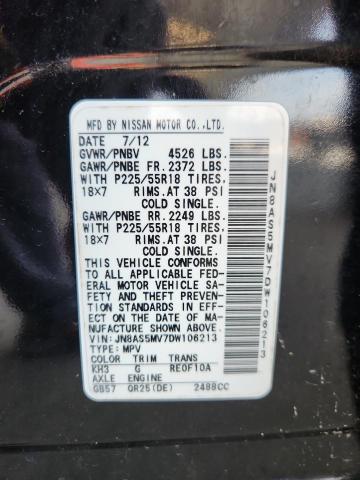 MFD BY NISSAN MOTOR CO.,LTD.
DATE 7/12
GVWR/PNBV 4526 LBS.
GAWR/PNBE FR.2372 LBS.
WITH P225/55R18 TIRES.
18X7 RIMS.AT 38 PSI
COLD SINGLE.
GAWR/PNBE RR.2249 LBS.
WITH P225/55R18 TIRES.
18X7 RIMS.AT 38 PSI
COLD SINGLE.
THIS VEHICLE CONFORMS
TO ALL APPLICABLE FED-
ERAL MOTOR VEHICLE SAFETY
AND THEFT PREVENTION
STANDARDS IN EFFECT
ON THE DATE OF MA-
NUFACTURE SHOWN ABOVE.
VIN:JN8AS5MV7DW106213
TYPE:MPV
COLOR TRIM TRANS
KH3 G RE0F10A
AXLE ENGINE
GB57 QR25(DE) 2488CC
JN8AS5MV7DW106213